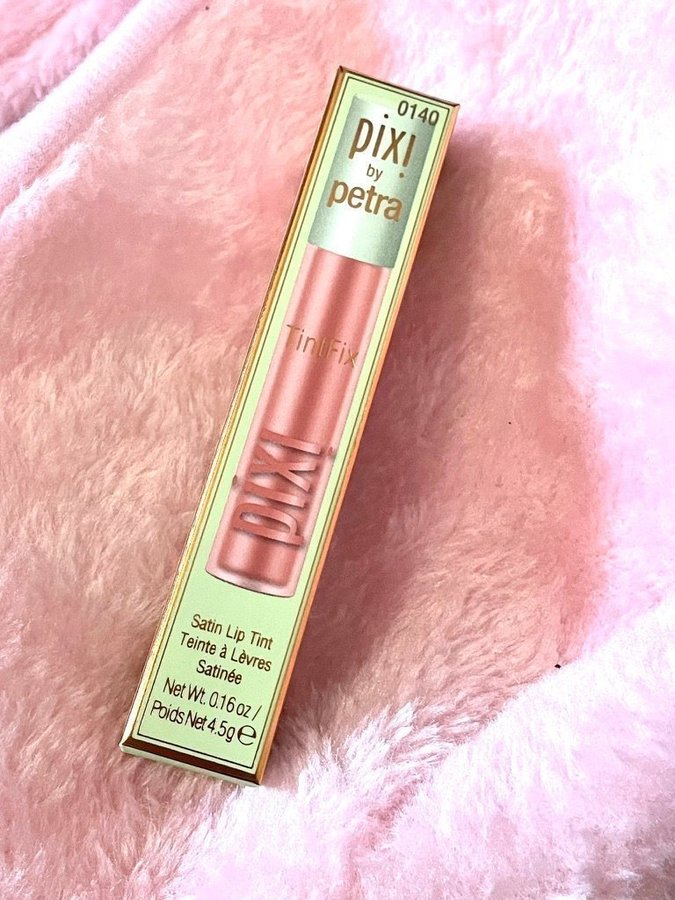 0140
pixi
by
petra
TintFix
pixi
Satin Lip Tint
Teinte à Lèvres
Satinée
Net Wt. 0.16 oz /
Poids Net 4.5g e